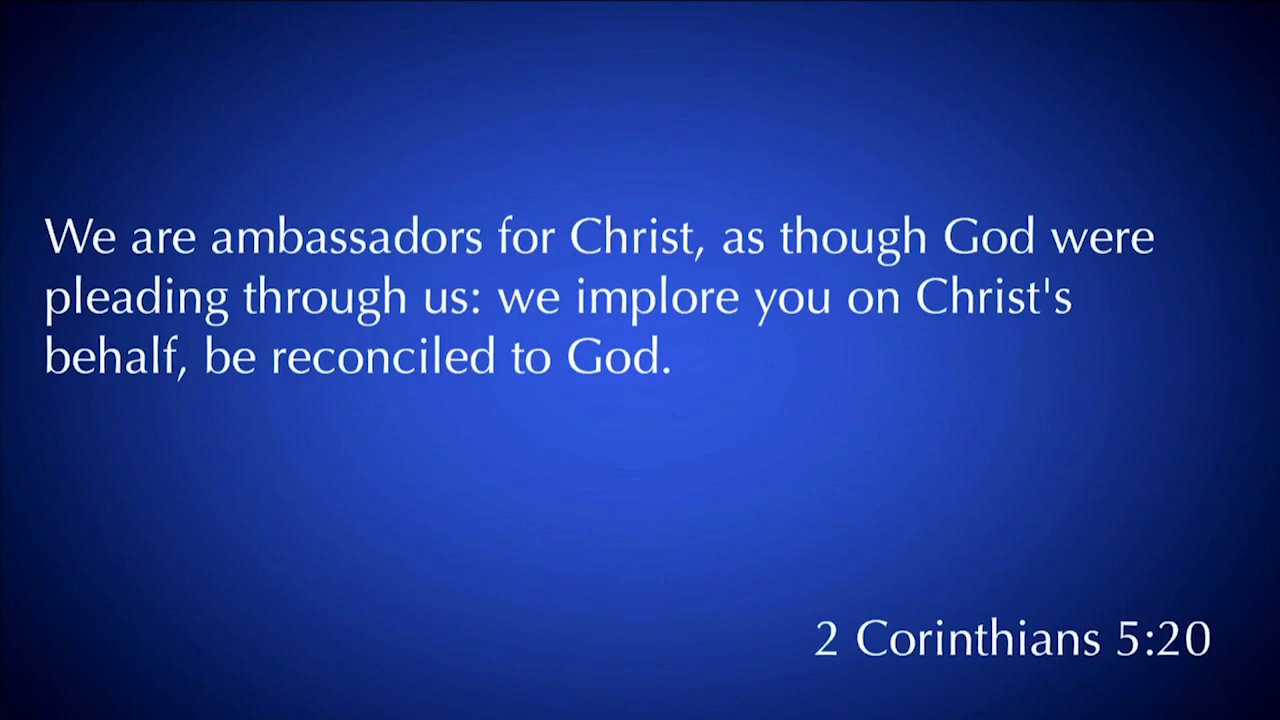 We are ambassadors for Christ, as though God were
pleading through us: we implore you on Christ's
behalf, be reconciled to God.
2 Corinthians 5:20